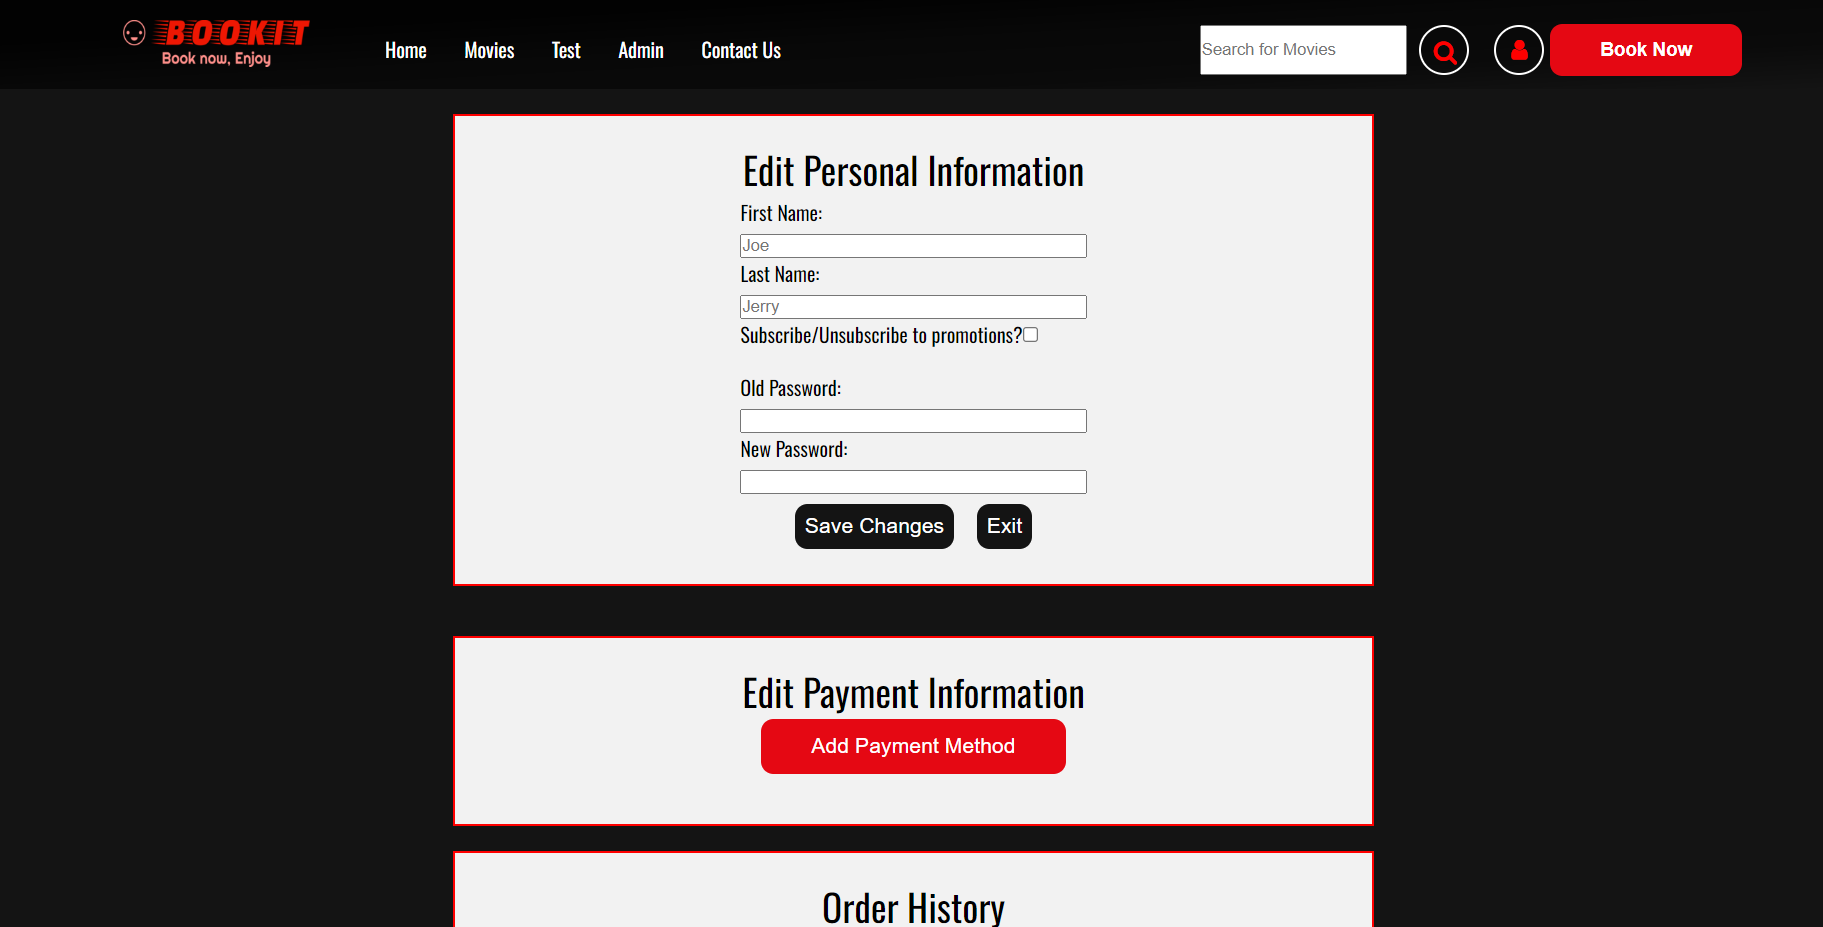 BOOKIT
Book now, Enjoy
Home Movies Test Admin Contact Us
Search for Movies
Book Now
Edit Personal Information
First Name:
Joe
Last Name:
Jerry
Subscribe/Unsubscribe to promotions?
Old Password:
New Password:
Save Changes Exit
Edit Payment Information
Add Payment Method
Order History